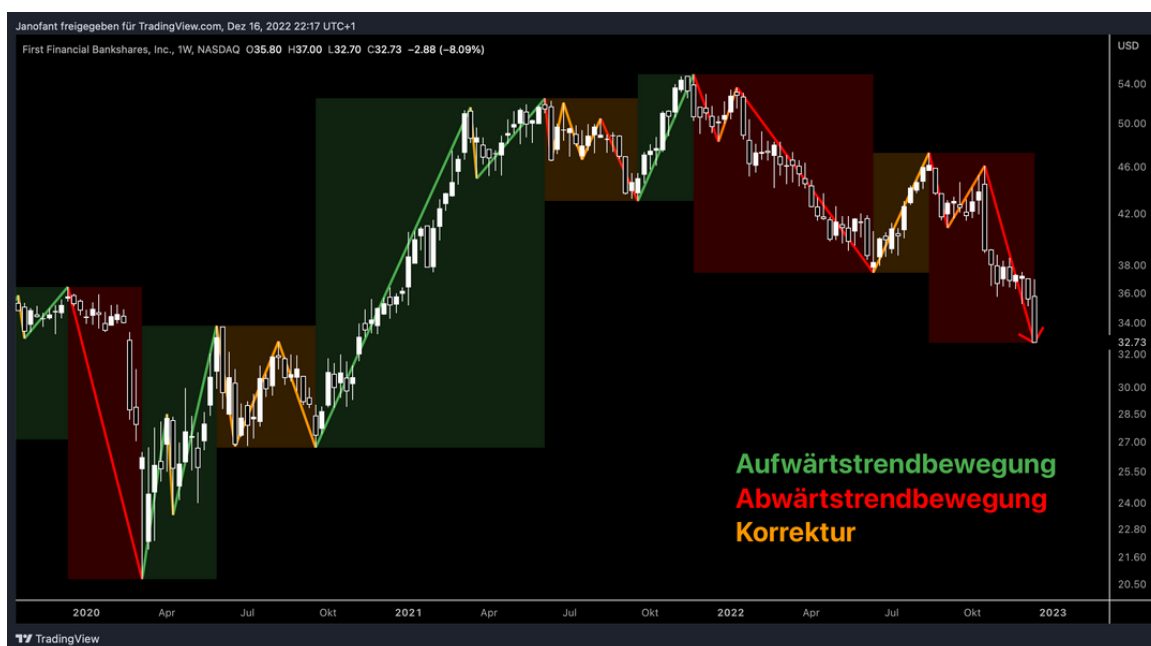 Janofant freigegeben für TradingView.com, Dez 16, 2022 22:17 UTC+1
First Financial Bankshares, Inc., 1W, NASDAQ O35.80 H37.00 L32.70 C32.73 −2.88 (−8.09%)
USD
54.00
50.00
46.00
42.00
38.00
36.00
34.00
32.73
32.00
30.00
28.50
27.00
25.50
24.00
22.80
21.60
20.50
Aufwärtstrendbewegung
Abwärtstrendbewegung
Korrektur
2020 Apr Jul Okt 2021 Apr Jul Okt 2022 Apr Jul Okt 2023
TradingView